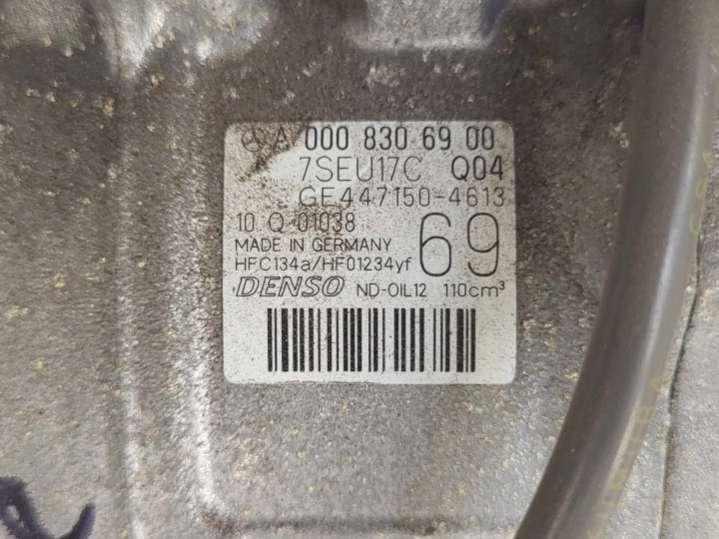 A 000 830 69 00
7SEU17C Q04
GE447150-4613
10 Q 01038
69
MADE IN GERMANY
HFC134a/HFO1234yf
DENSO ND-OIL12 110cm³